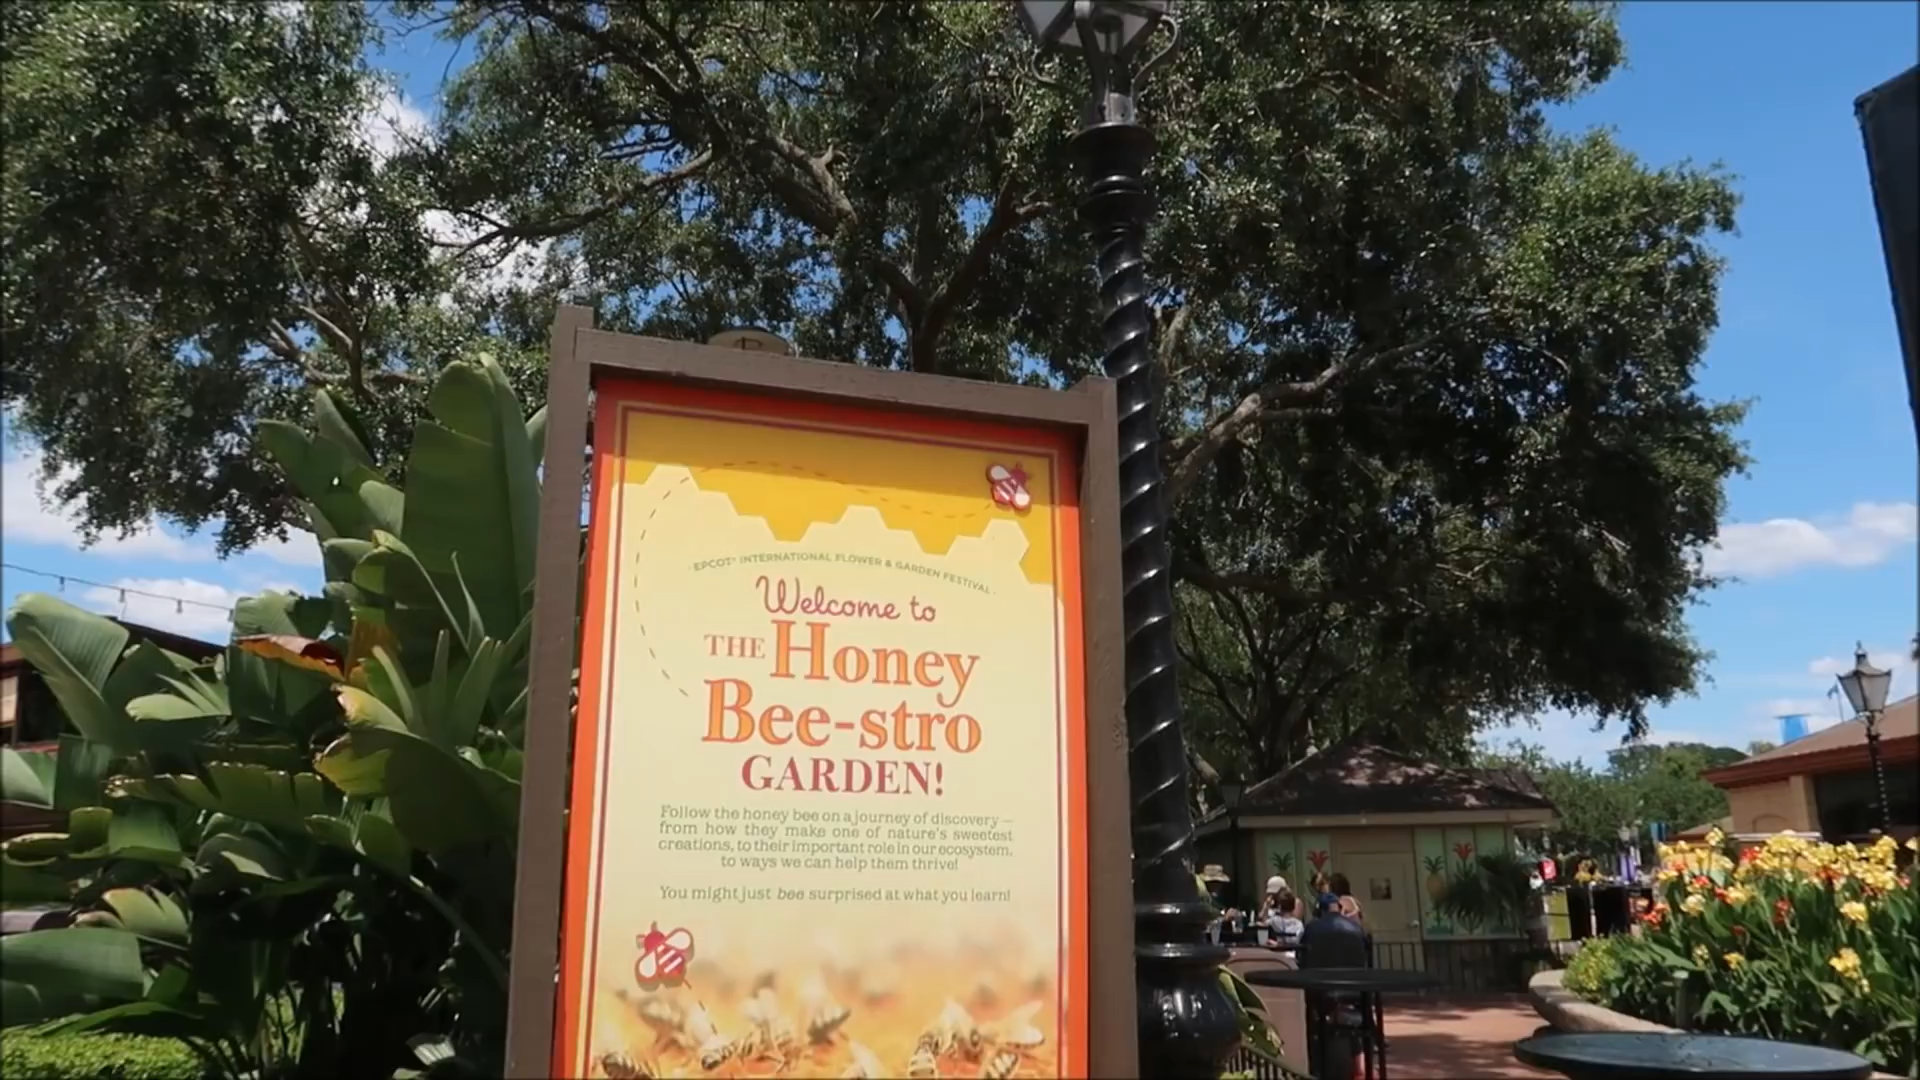 EPCOT® INTERNATIONAL FLOWER & GARDEN FESTIVAL
Welcome to
THE Honey
Bee-stro
GARDEN!
Follow the honey bee on a journey of discovery –
from how they make one of nature's sweetest
creations, to their important role in our ecosystem,
to ways we can help them thrive!
You might just bee surprised at what you learn!